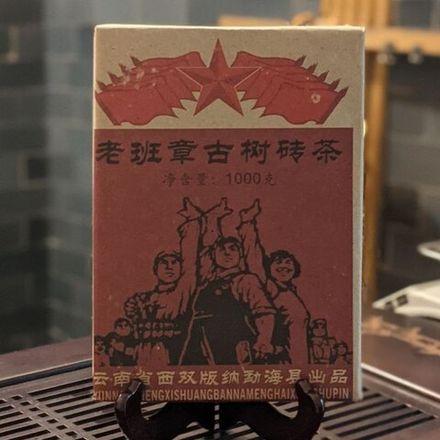 老班章古树砖茶
净含量：1000克
云南省西双版纳勐海县出品